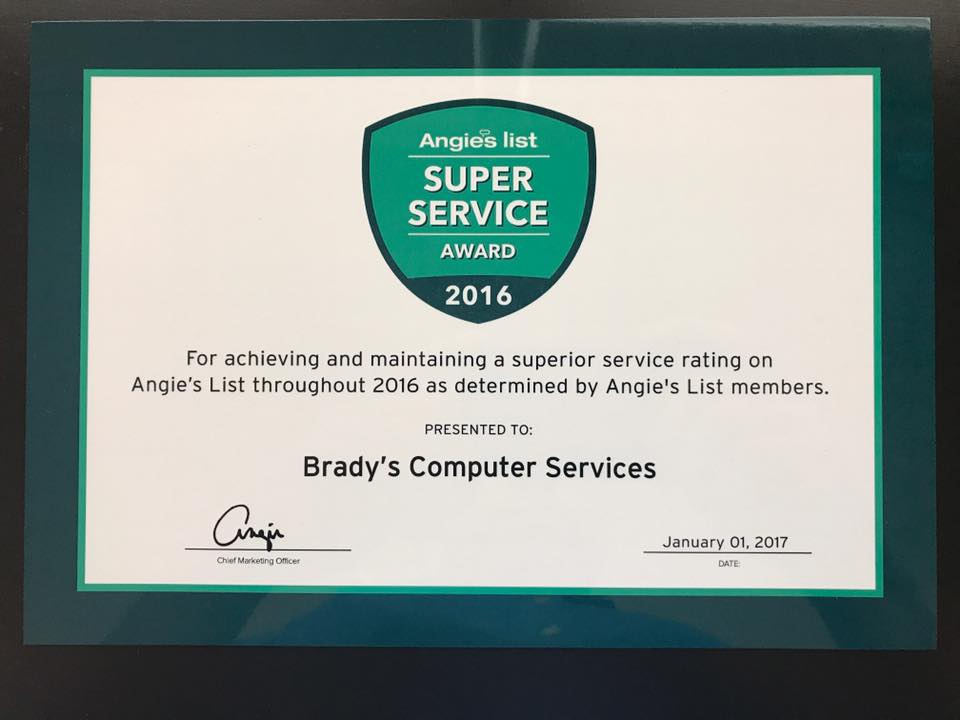 Angie's list
SUPER
SERVICE
AWARD
2016
For achieving and maintaining a superior service rating on
Angie's List throughout 2016 as determined by Angie's List members.
PRESENTED TO:
Brady's Computer Services
Angie
Chief Marketing Officer
January 01, 2017
DATE: